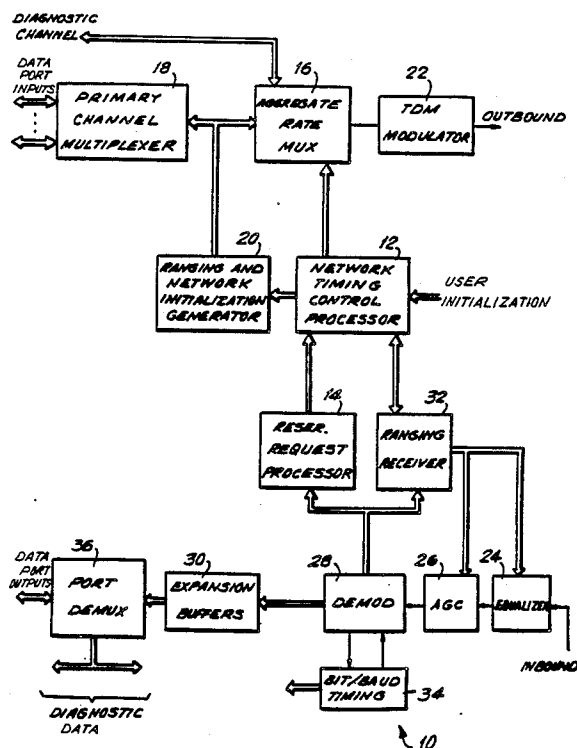 DIAGNOSTIC
CHANNEL
DATA
PORT
INPUTS
18
PRIMARY
CHANNEL
MULTIPLEXER
16
AGGREGATE
RATE
MUX
22
TDM
MODULATOR
OUTBOUND
20
RANGING AND
NETWORK
INITIALIZATION
GENERATOR
12
NETWORK
TIMING
CONTROL
PROCESSOR
USER
INITIALIZATION
14
RESER.
REQUEST
PROCESSOR
32
RANGING
RECEIVER
36
DATA
PORT
OUTPUTS
PORT
DEMUX
30
EXPANSION
BUFFERS
28
DEMOD
26
AGC
24
EQUALIZER
INBOUND
BIT/BAUD
TIMING
34
DIAGNOSTIC
DATA
10